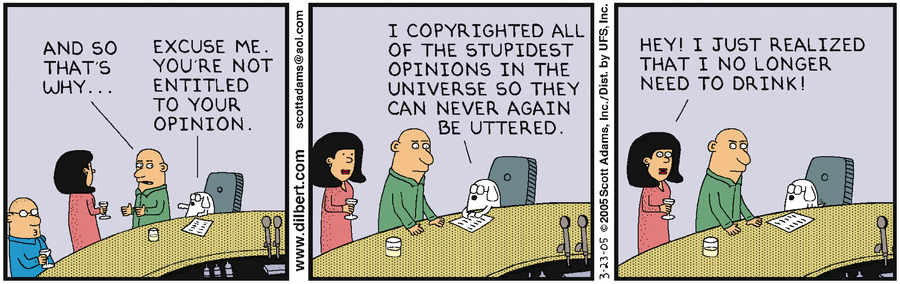 AND SO
THAT'S
WHY...
EXCUSE ME.
YOU'RE NOT
ENTITLED
TO YOUR
OPINION.
www.dilbert.com scottadams@aol.com
I COPYRIGHTED ALL
OF THE STUPIDEST
OPINIONS IN THE
UNIVERSE SO THEY
CAN NEVER AGAIN
BE UTTERED.
3-23-05 © 2005 Scott Adams, Inc./Dist. by UFS, Inc.
HEY! I JUST REALIZED
THAT I NO LONGER
NEED TO DRINK!